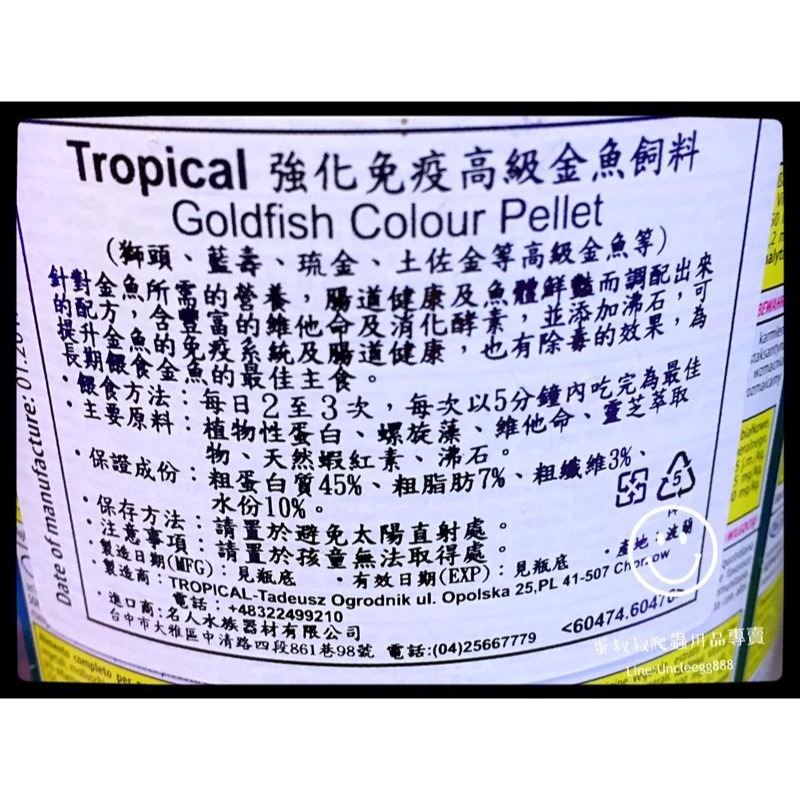 Tropical 強化免疫高級金魚飼料
Goldfish Colour Pellet
(獅頭、藍壽、琉金、土佐金等高級金魚等)
針對金魚所需的營養，腸道健康及魚體鮮豔而調配出來
的配方，含豐富的維他命及消化酵素，並添加沸石，可
提升金魚的免疫系統及腸道健康，也有除毒的效果，為
長期餵食金魚的最佳主食。
・餵食方法：每日2至3次，每次以5分鐘內吃完為最佳
・主要原料：植物性蛋白、螺旋藻、維他命、靈芝萃取
物、天然蝦紅素、沸石。
・保證成份：粗蛋白質45%、粗脂肪7%、粗纖維3%、
水份10%。
・保存方法：請置於避免太陽直射處。
・注意事項：請置於孩童無法取得處。
・製造日期(MFG)：見瓶底 ・有效日期(EXP)：見瓶底 ・產地：波蘭
・製造商：TROPICAL-Tadeusz Ogrodnik ul. Opolska 25,PL 41-507 Chorzow
電話：+48322499210
・進口商:名人水族器材有限公司
台中市大雅區中清路四段861巷98號 電話:(04)25667779
<60474.60476>
5
Date of manufacture: 01.201
蛋叔叔爬蟲用品專賣
Line:Uncleegg888